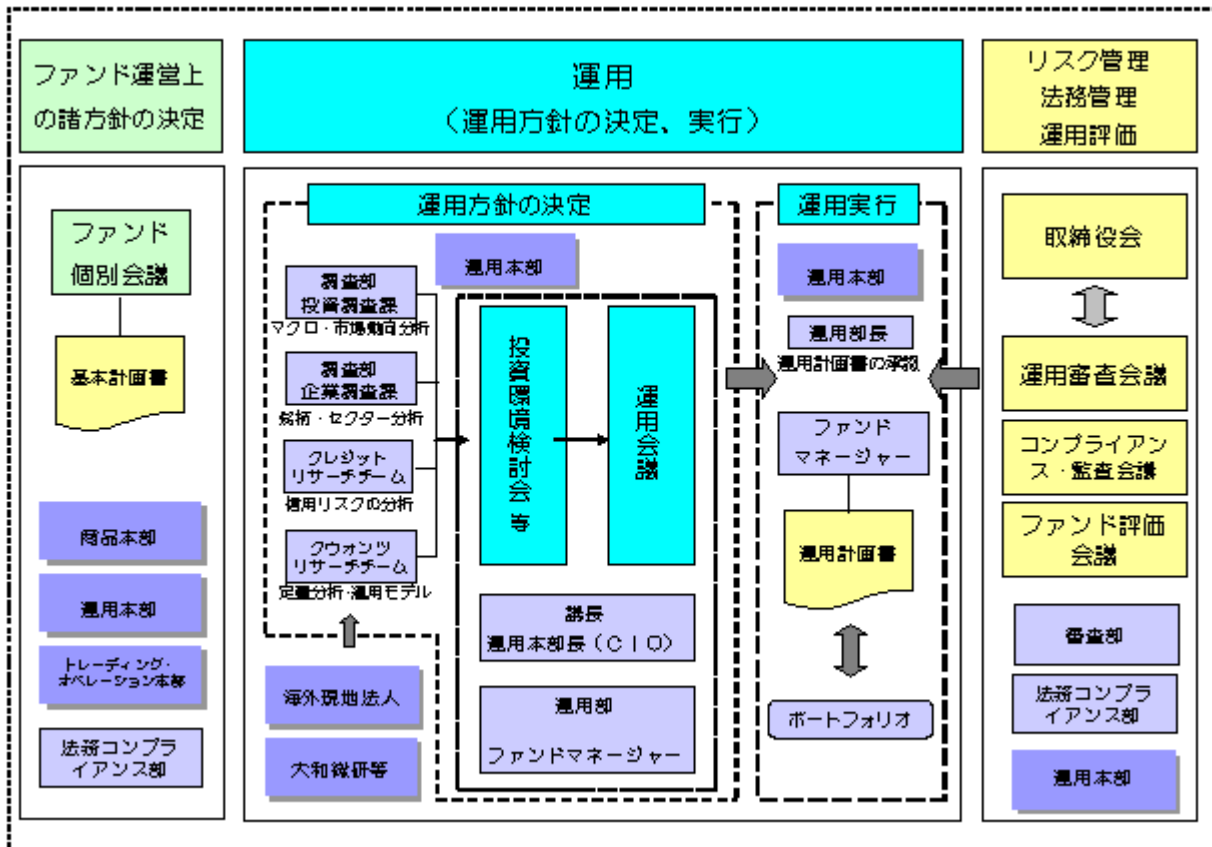 ファンド運営上
の諸方針の決定
運用
（運用方針の決定、実行）
リスク管理
法務管理
運用評価
ファンド
個別会議
基本計画書
商品本部
運用本部
トレーディング・
オペレーション本部
法務コンプラ
イアンス部
運用方針の決定
運用本部
調査部
投資調査課
マクロ・市場動向分析
調査部
企業調査課
銘柄・セクター分析
クレジット
リサーチチーム
信用リスクの分析
クウォンツ
リサーチチーム
定量分析・運用モデル
海外現地法人
大和総研等
投資環境検討会 等
運用会議
議長
運用本部長（ＣＩＯ）
運用部
ファンドマネージャー
運用実行
運用本部
運用部長
運用計画書の承認
ファンド
マネージャー
運用計画書
ポートフォリオ
取締役会
運用審査会議
コンプライアン
ス・監査会議
ファンド評価
会議
審査部
法務コンプラ
イアンス部
運用本部